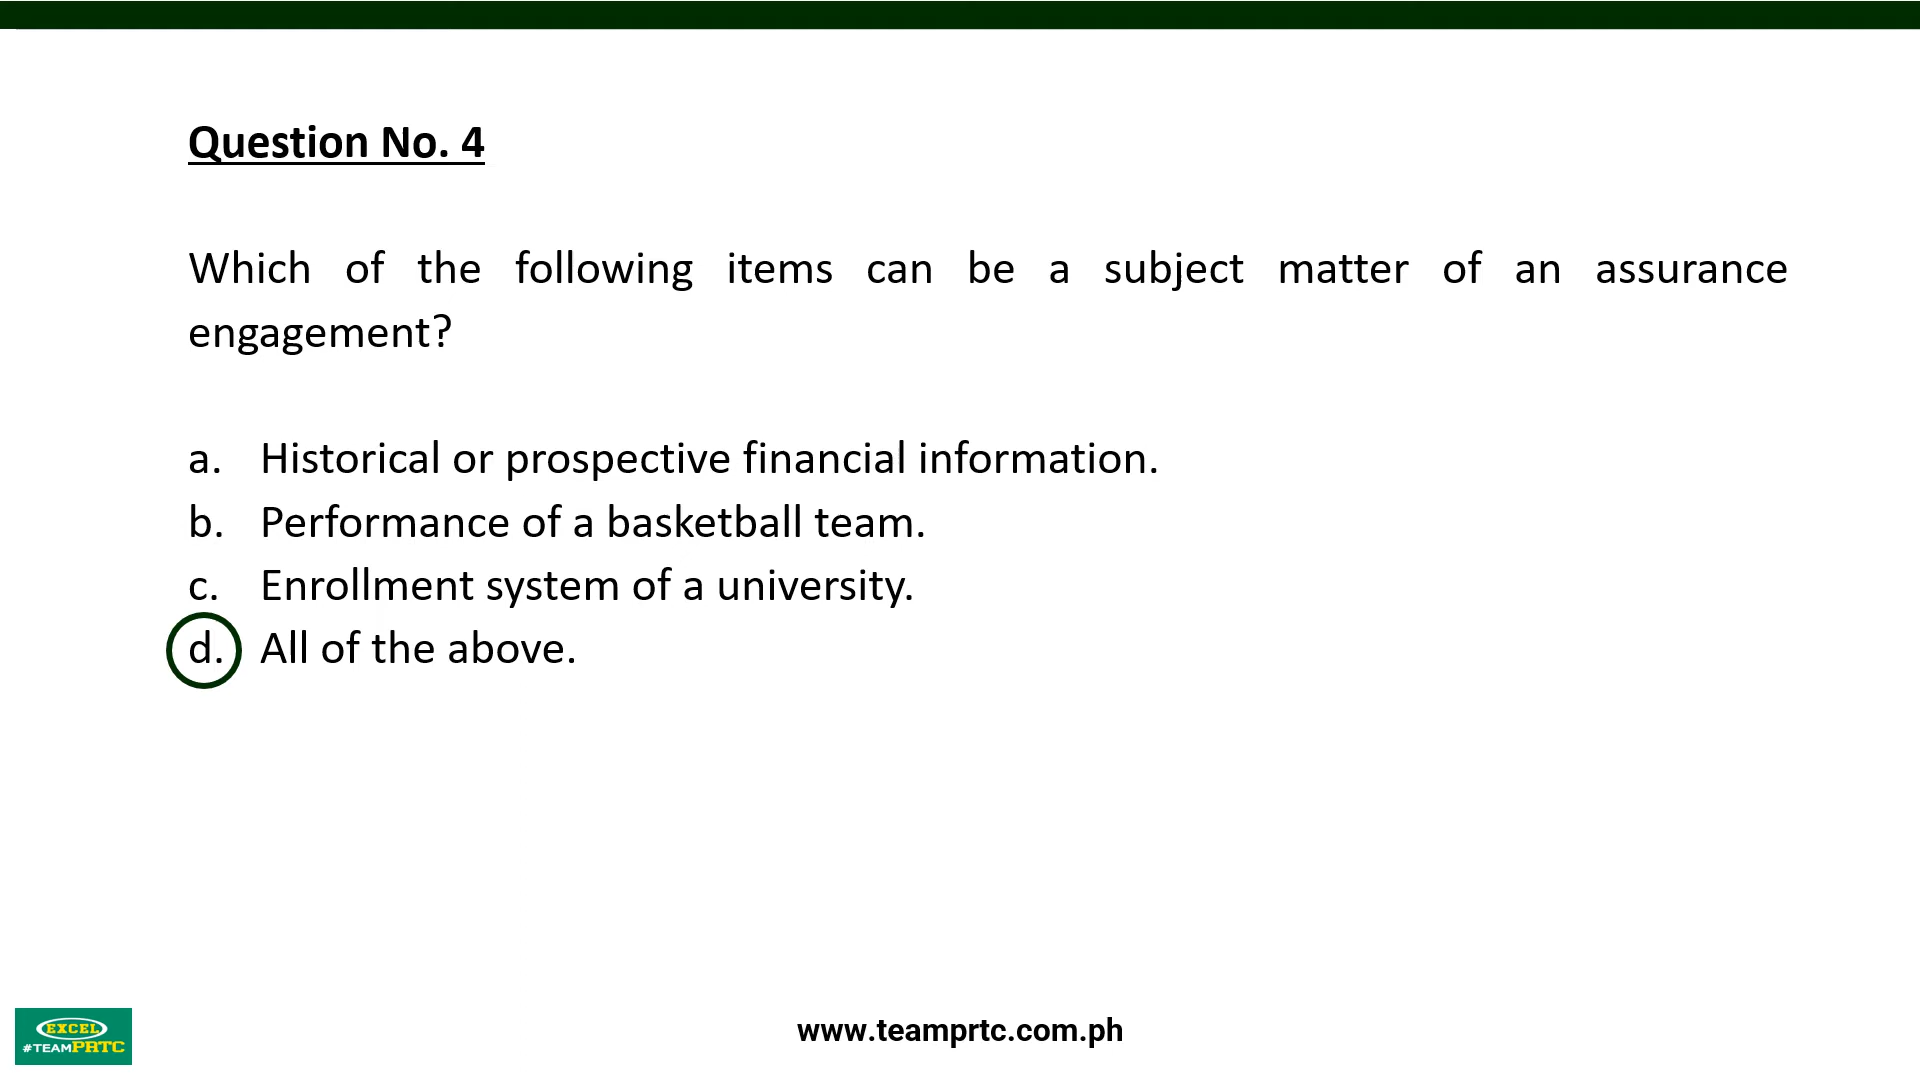 Question No. 4
Which of the following items can be a subject matter of an assurance
engagement?
a. Historical or prospective financial information.
b. Performance of a basketball team.
c. Enrollment system of a university.
d. All of the above.
EXCEL
#TEAMPRTC
www.teamprtc.com.ph